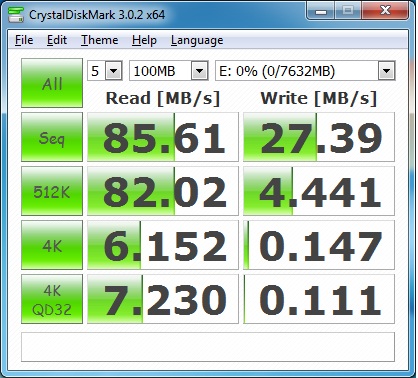 CrystalDiskMark 3.0.2 x64
File Edit Theme Help Language
All 5 100MB E: 0% (0/7632MB)
Read [MB/s] Write [MB/s]
Seq 85.61 27.39
512K 82.02 4.441
4K 6.152 0.147
4K QD32 7.230 0.111